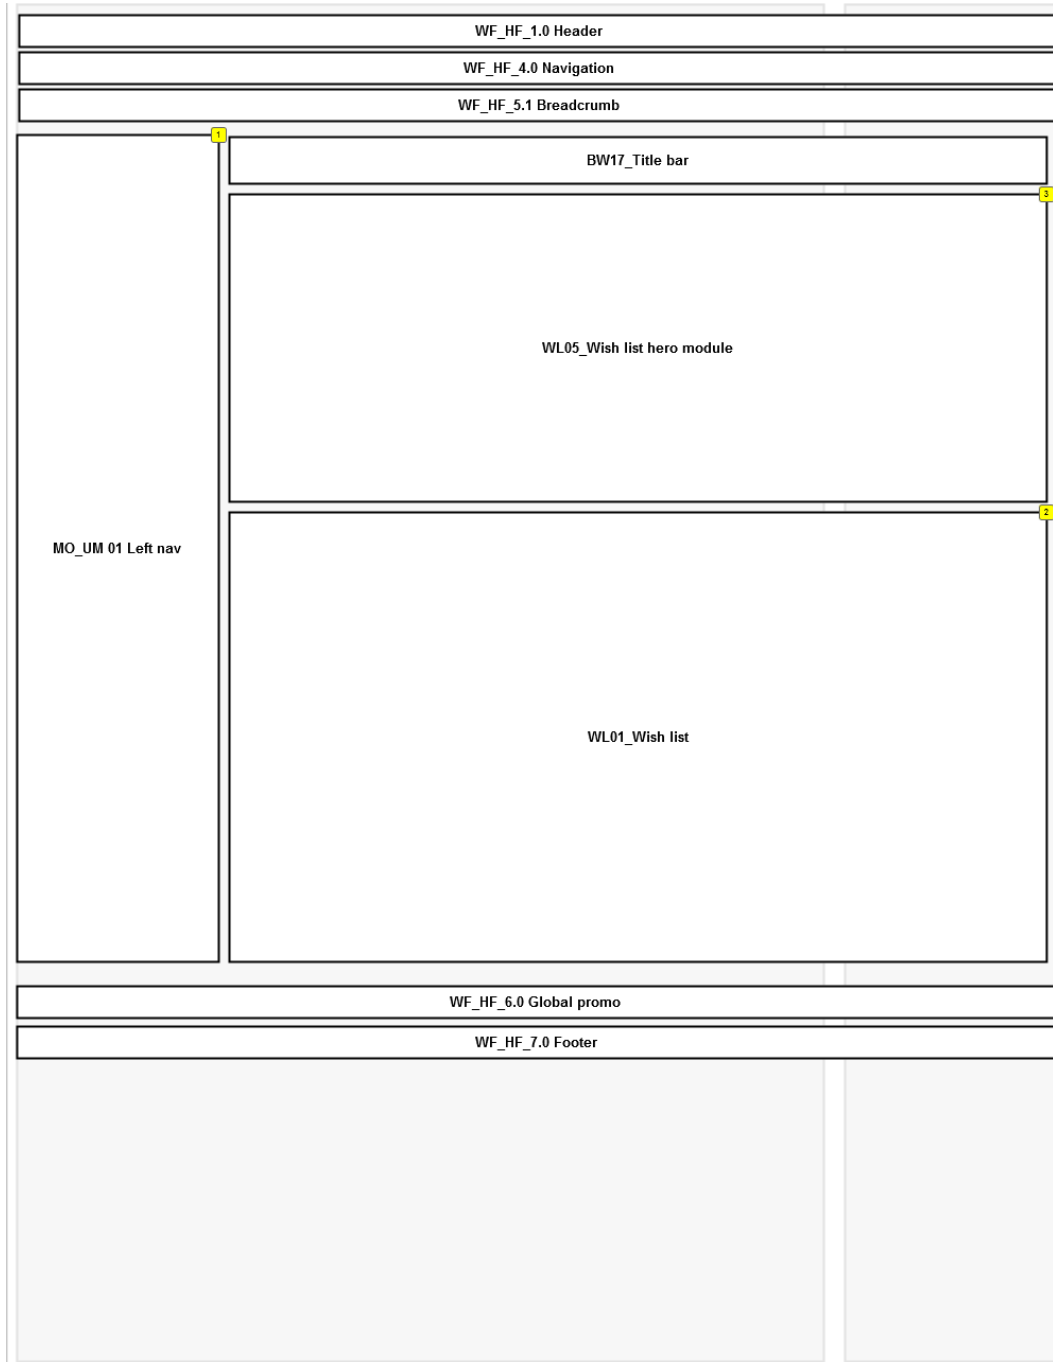 WF_HF_1.0 Header
WF_HF_4.0 Navigation
WF_HF_5.1 Breadcrumb
1
BW17_Title bar
3
WL05_Wish list hero module
2
MO_UM 01 Left nav
WL01_Wish list
WF_HF_6.0 Global promo
WF_HF_7.0 Footer